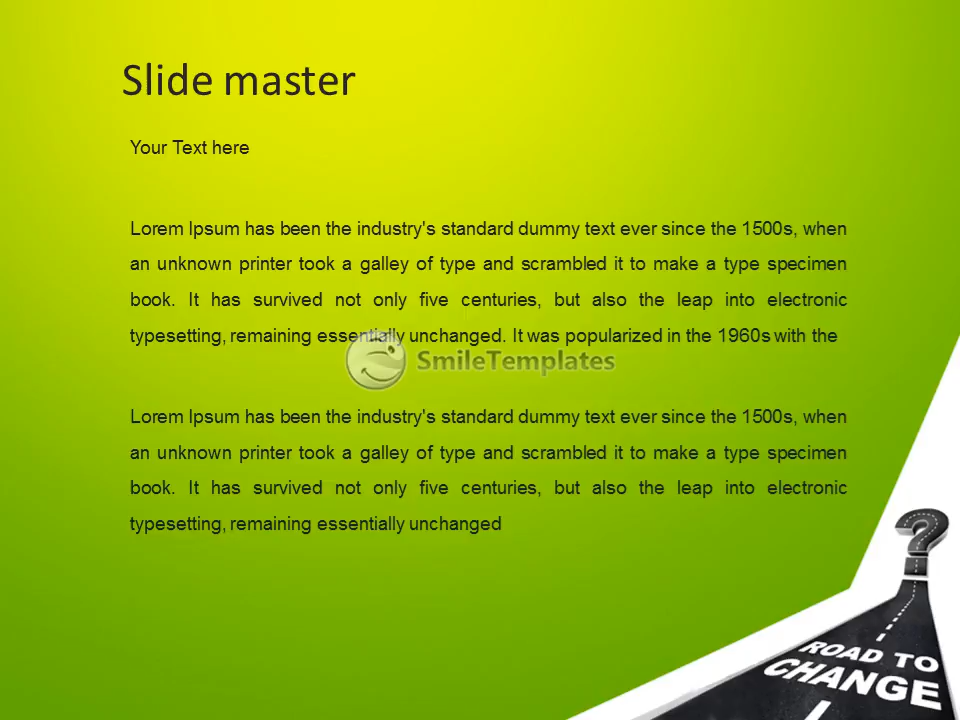 Slide master
Your Text here
Lorem Ipsum has been the industry's standard dummy text ever since the 1500s, when
an unknown printer took a galley of type and scrambled it to make a type specimen
book. It has survived not only five centuries, but also the leap into electronic
typesetting, remaining essentially unchanged. It was popularized in the 1960s with the
SmileTemplates
Lorem Ipsum has been the industry's standard dummy text ever since the 1500s, when
an unknown printer took a galley of type and scrambled it to make a type specimen
book. It has survived not only five centuries, but also the leap into electronic
typesetting, remaining essentially unchanged
?
ROAD TO
CHANGE